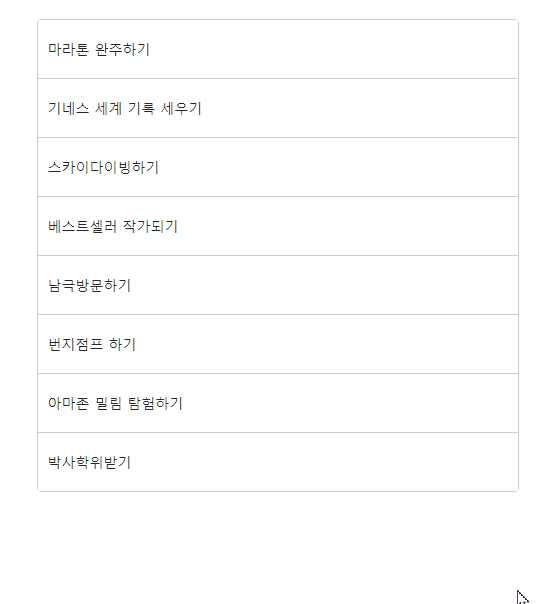 마라톤 완주하기
기네스 세계 기록 세우기
스카이다이빙하기
베스트셀러 작가되기
남극방문하기
번지점프 하기
아마존 밀림 탐험하기
박사학위받기